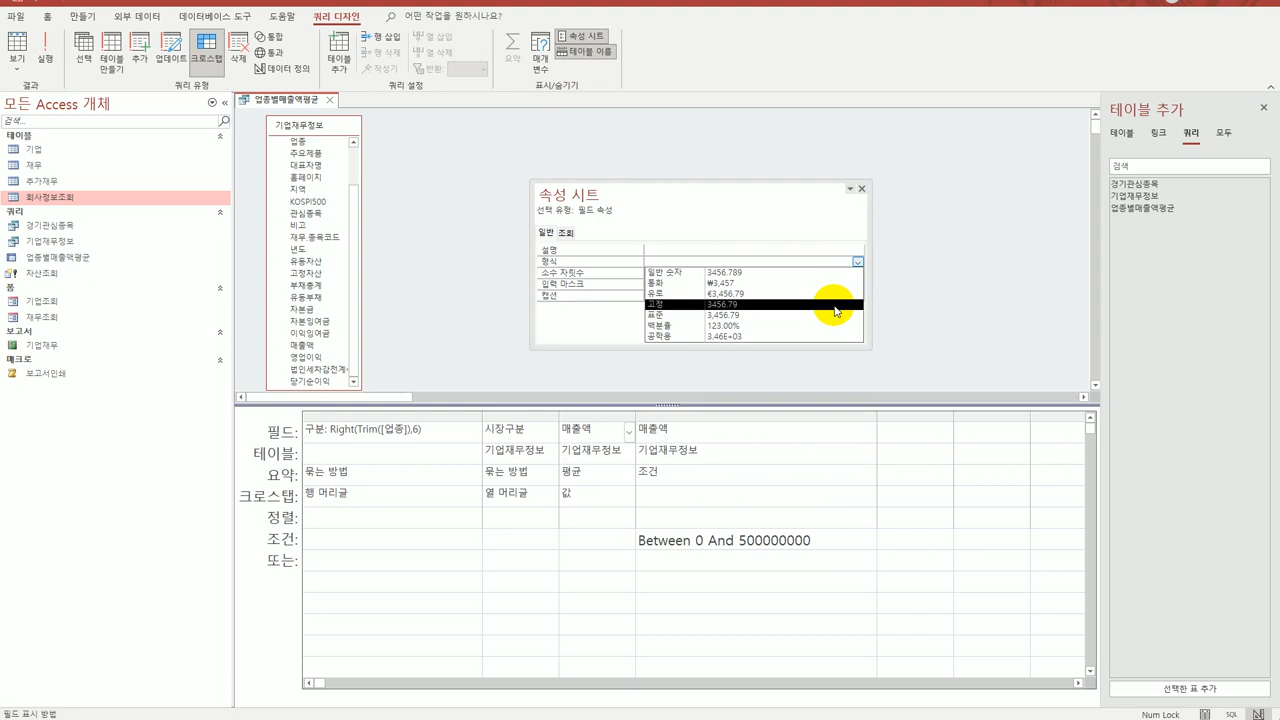 파일 홈 만들기 외부 데이터 데이터베이스 도구 도움말 쿼리 디자인 어떤 작업을 원하시나요?
보기 실행 선택 테이블 만들기 추가 업데이트 크로스탭 삭제 통합 통과 데이터 정의 테이블 추가 행 삽입 행 삭제 작성기 열 삽입 열 삭제 반환: 요약 매개 변수 속성 시트 테이블 이름
결과 쿼리 유형 쿼리 설정 표시/숨기기
모든 Access 개체
검색...
테이블
기업
재무
추가재무
회사정보조회
쿼리
경기관심종목
기업재무정보
업종별매출액평균
자산조회
폼
기업조회
재무조회
보고서
기업재무
매크로
보고서인쇄
업종별매출액평균
기업재무정보
업종
주요제품
대표자명
홈페이지
지역
KOSPI500
관심종목
비고
재무.종목코드
년도
유동자산
고정자산
부채총계
유동부채
자본금
자본잉여금
이익잉여금
매출액
영업이익
법인세차감전계
당기순이익
속성 시트
선택 유형: 필드 속성
일반 조회
설명
형식
소수 자릿수
입력 마스크
캡션
일반 숫자 3456.789
통화 ₩3,457
유로 €3,456.79
고정 3456.79
표준 3,456.79
백분율 123.00%
공학용 3.46E+03
필드: 구분: Right(Trim([업종]),6) 시장구분 매출액 매출액
테이블: 기업재무정보 기업재무정보 기업재무정보
요약: 묶는 방법 묶는 방법 평균 조건
크로스탭: 행 머리글 열 머리글 값
정렬:
조건: Between 0 And 500000000
또는:
테이블 추가
테이블 링크 쿼리 모두
검색
경기관심종목
기업재무정보
업종별매출액평균
선택한 표 추가
필드 표시 방법
Num Lock SQL